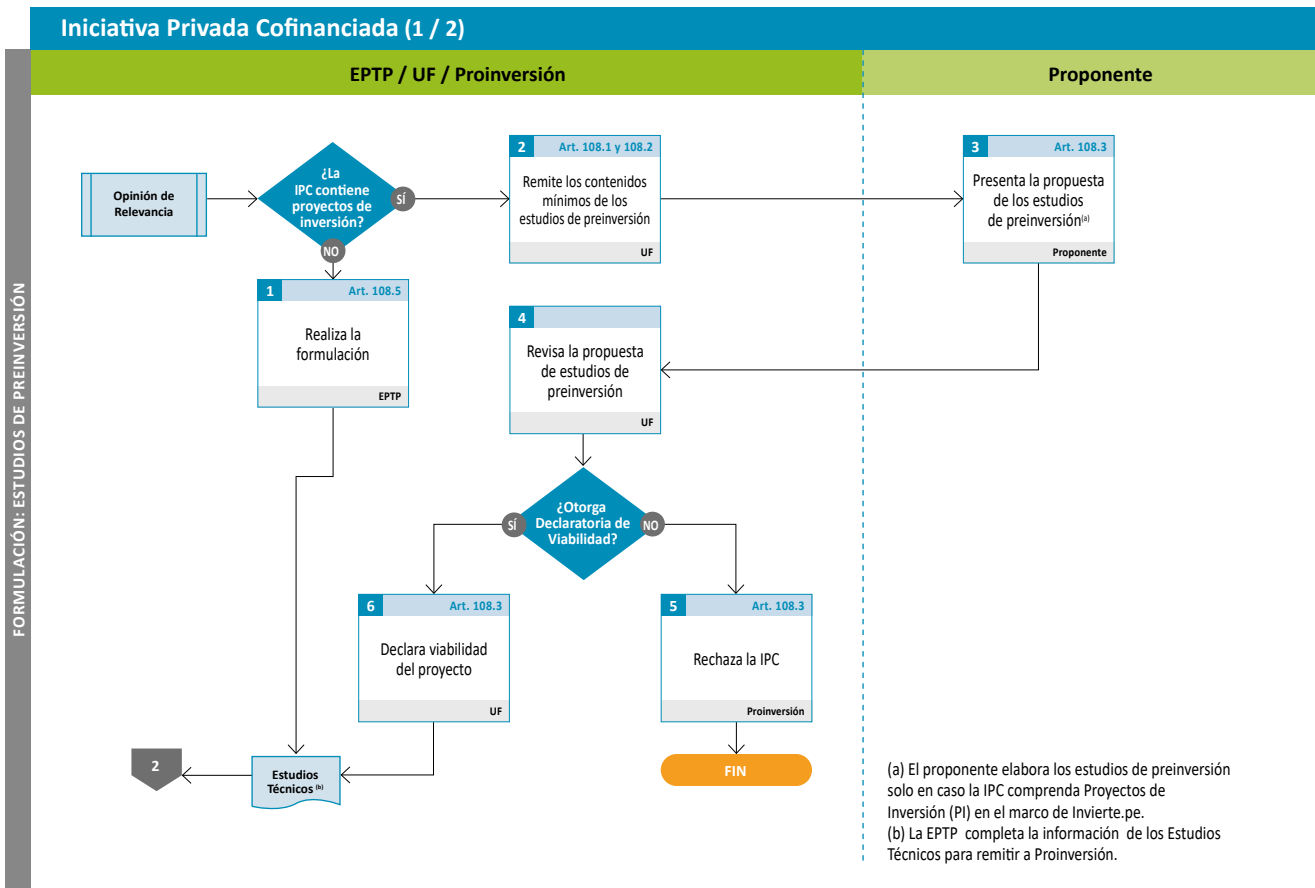 Iniciativa Privada Cofinanciada (1 / 2)
EPTP / UF / Proinversión
Proponente
FORMULACIÓN: ESTUDIOS DE PREINVERSIÓN
Opinión de
Relevancia
¿La
IPC contiene
proyectos de
inversión?
SÍ
NO
2 Art. 108.1 y 108.2
Remite los contenidos
mínimos de los
estudios de preinversión
UF
3 Art. 108.3
Presenta la propuesta
de los estudios
de preinversión(a)
Proponente
1 Art. 108.5
Realiza la
formulación
EPTP
4
Revisa la propuesta
de estudios de
preinversión
UF
¿Otorga
Declaratoria de
Viabilidad?
SÍ
NO
6 Art. 108.3
Declara viabilidad
del proyecto
UF
5 Art. 108.3
Rechaza la IPC
Proinversión
2
Estudios
Técnicos (b)
FIN
(a) El proponente elabora los estudios de preinversión
solo en caso la IPC comprenda Proyectos de
Inversión (PI) en el marco de Invierte.pe.
(b) La EPTP completa la información de los Estudios
Técnicos para remitir a Proinversión.